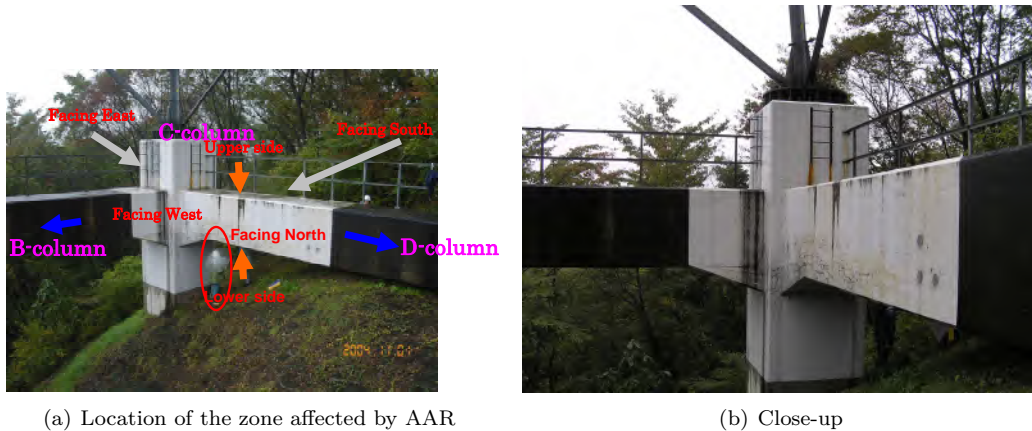 Facing East
C-column
Facing South
Upper side
Facing West
Facing North
B-column
D-column
Lower side
2004.11.01
(a) Location of the zone affected by AAR
(b) Close-up